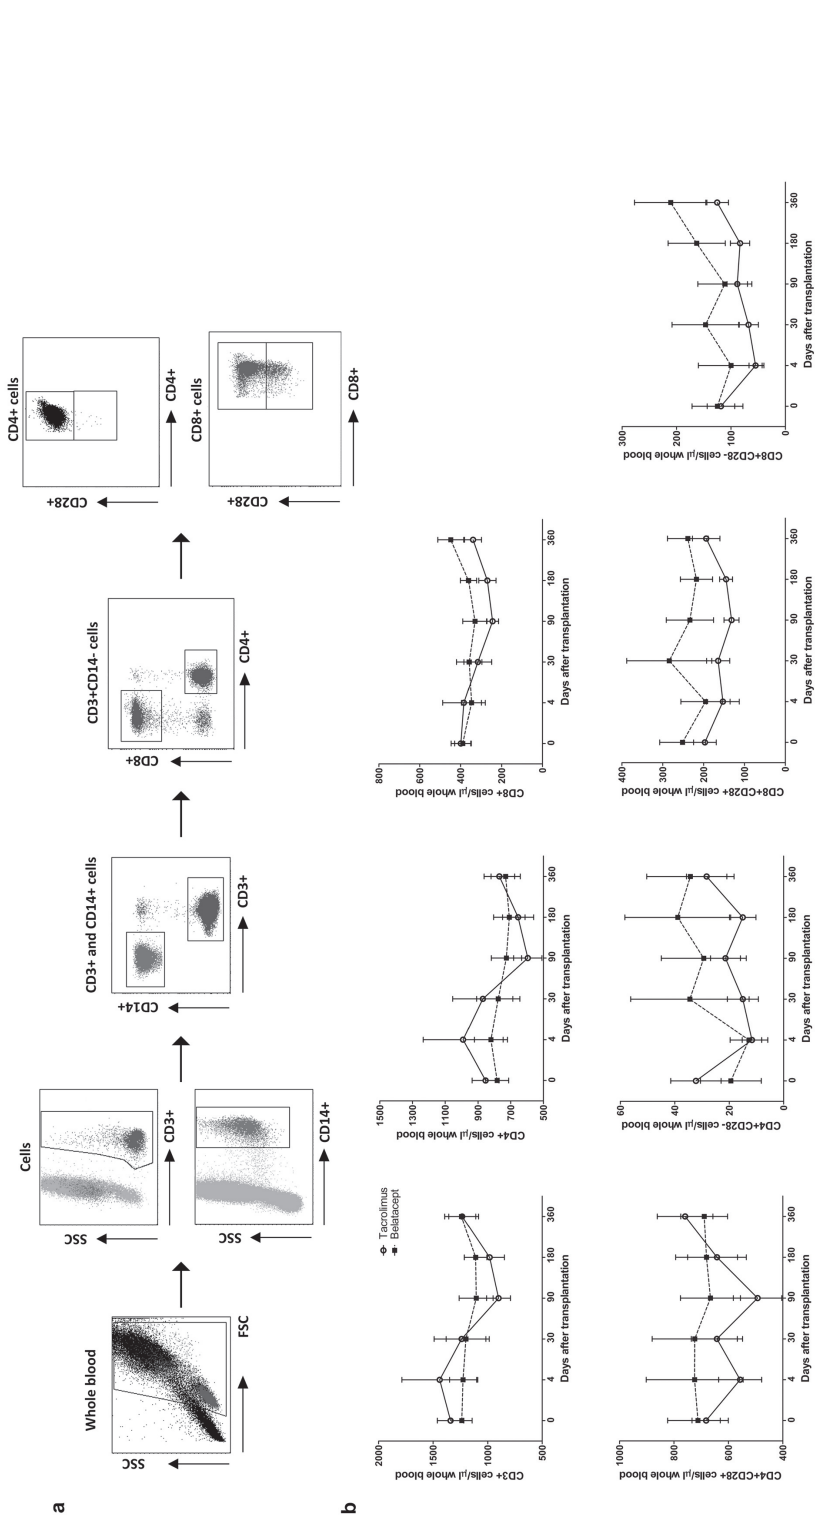 a
Whole blood
SSC
FSC
Cells
SSC
CD3+
SSC
CD14+
CD3+ and CD14+ cells
CD14+
CD3+
CD3+CD14- cells
CD8+
CD4+
CD4+ cells
CD28+
CD4+
CD8+ cells
CD28+
CD8+
b
CD3+ cells/µl whole blood
2000
1500
1000
500
0 4 30 90 180 360
Days after transplantation
Tacrolimus
Belatacept
CD4+ cells/µl whole blood
1500
1300
1100
900
700
500
0 4 30 90 180 360
Days after transplantation
CD8+ cells/µl whole blood
800
600
400
200
0
0 4 30 90 180 360
Days after transplantation
CD4+CD28+ cells/µl whole blood
1000
800
600
400
0 4 30 90 180 360
Days after transplantation
CD4+CD28- cells/µl whole blood
60
40
20
0
0 4 30 90 180 360
Days after transplantation
CD8+CD28+ cells/µl whole blood
400
300
200
100
0
0 4 30 90 180 360
Days after transplantation
CD8+CD28- cells/µl whole blood
300
200
100
0
0 4 30 90 180 360
Days after transplantation